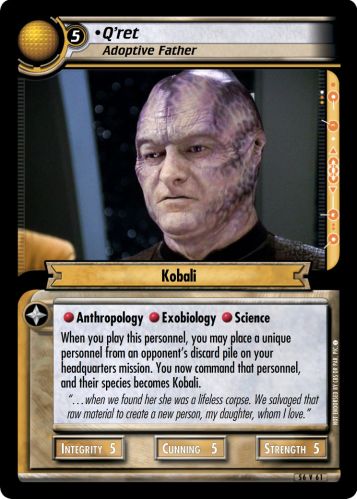 5 •Q'ret
Adoptive Father
Kobali
Anthropology Exobiology Science
When you play this personnel, you may place a unique
personnel from an opponent's discard pile on your
headquarters mission. You now command that personnel,
and their species becomes Kobali.
"...when we found her she was a lifeless corpse. We salvaged that
raw material to create a new person, my daughter, whom I love."
INTEGRITY 5 CUNNING 5 STRENGTH 5
56 V 61